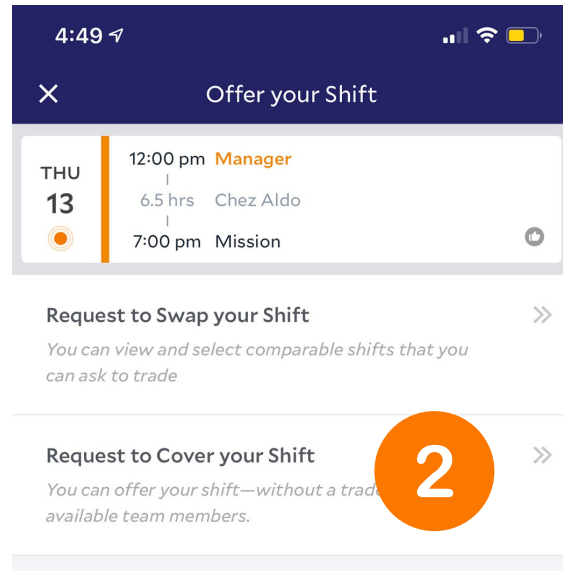 4:49
Offer your Shift
THU
13
12:00 pm Manager
6.5 hrs Chez Aldo
7:00 pm Mission
Request to Swap your Shift
You can view and select comparable shifts that you
can ask to trade
Request to Cover your Shift
You can offer your shift—without a trad
available team members.
2